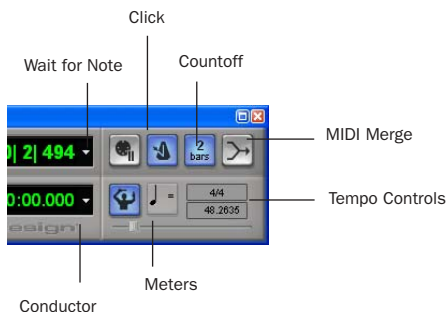 Click
Wait for Note
Countoff
2| 494
2
bars
MIDI Merge
0:00.000
=
4/4
48.2635
Tempo Controls
esign
Meters
Conductor